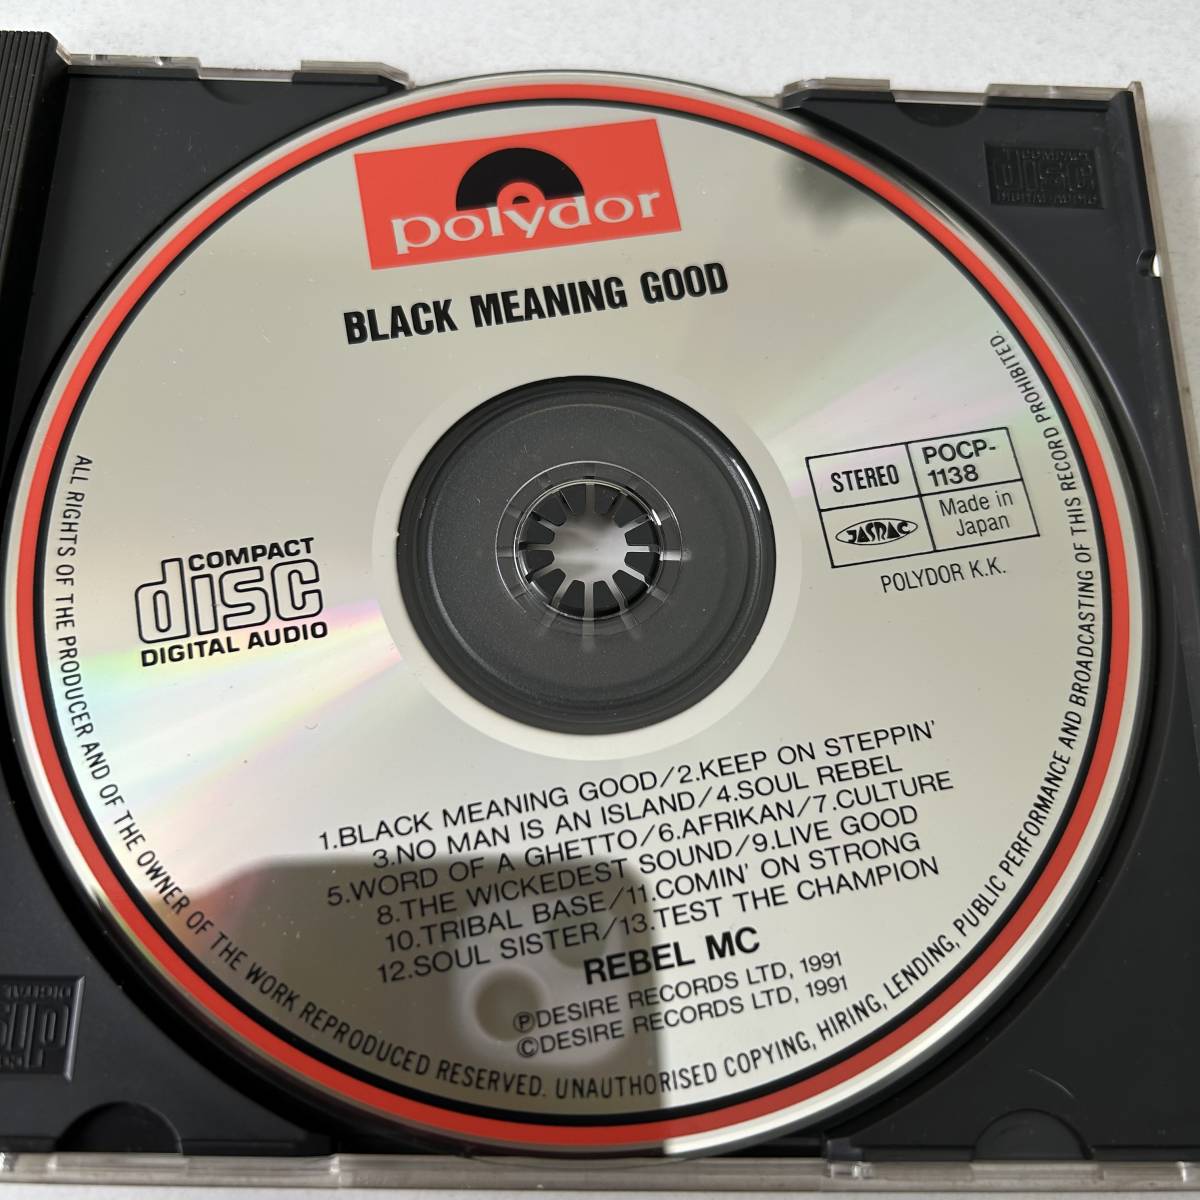 polydor
BLACK MEANING GOOD
STEREO
POCP-
1138
JASRAC
Made in
Japan
POLYDOR K.K.
COMPACT
disc
DIGITAL AUDIO
1.BLACK MEANING GOOD/2.KEEP ON STEPPIN'
3.NO MAN IS AN ISLAND/4.SOUL REBEL
5.WORD OF A GHETTO/6.AFRIKAN/7.CULTURE
8.THE WICKEDEST SOUND/9.LIVE GOOD
10.TRIBAL BASE/11.COMIN' ON STRONG
12.SOUL SISTER/13.TEST THE CHAMPION
REBEL MC
ⓅDESIRE RECORDS LTD, 1991
©DESIRE RECORDS LTD, 1991
ALL RIGHTS OF THE PRODUCER AND OF THE OWNER OF THE WORK REPRODUCED RESERVED. UNAUTHORISED COPYING, HIRING, LENDING, PUBLIC PERFORMANCE AND BROADCASTING OF THIS RECORD PROHIBITED.
COMPACT
disc
DIGITAL AUDIO